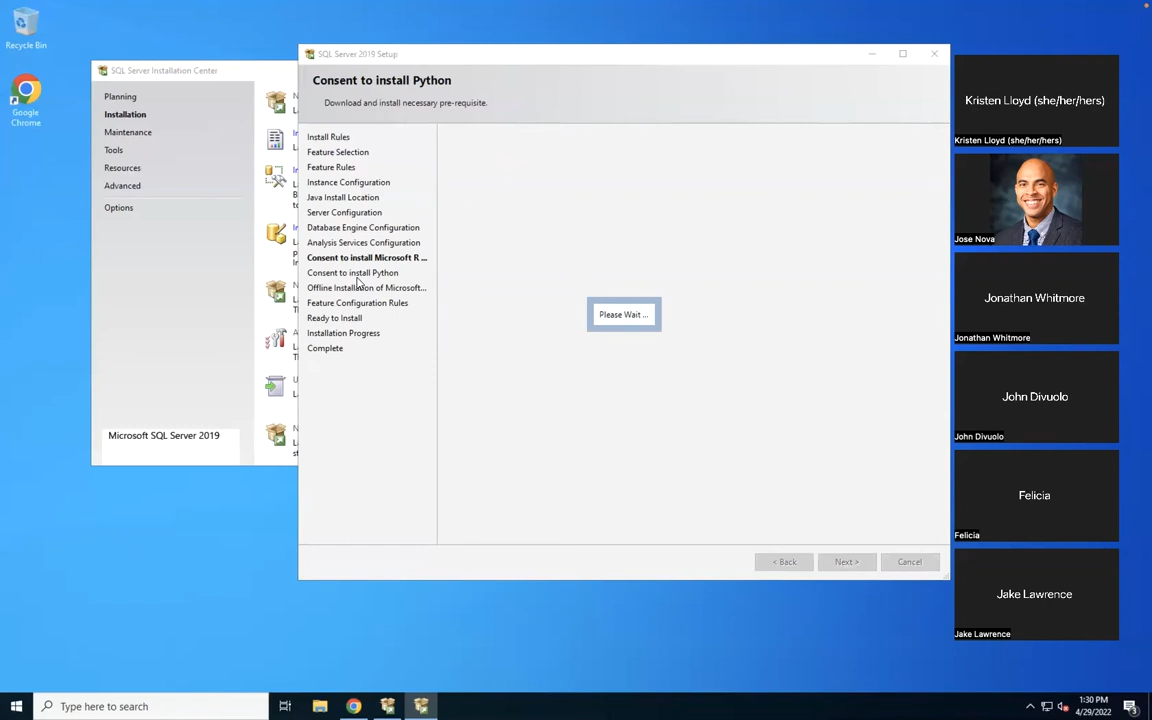 Recycle Bin
Google
Chrome
SQL Server Installation Center
Planning
Installation
Maintenance
Tools
Resources
Advanced
Options
Microsoft SQL Server 2019
SQL Server 2019 Setup
Consent to install Python
Download and install necessary pre-requisite.
Install Rules
Feature Selection
Feature Rules
Instance Configuration
Java Install Location
Server Configuration
Database Engine Configuration
Analysis Services Configuration
Consent to install Microsoft R ...
Consent to install Python
Offline Installation of Microsoft...
Feature Configuration Rules
Ready to Install
Installation Progress
Complete
Please Wait ...
< Back
Next >
Cancel
Kristen Lloyd (she/her/hers)
Kristen Lloyd (she/her/hers)
Jose Nova
Jonathan Whitmore
Jonathan Whitmore
John Divuolo
John Divuolo
Felicia
Felicia
Jake Lawrence
Jake Lawrence
Type here to search
1:30 PM
4/29/2022
3